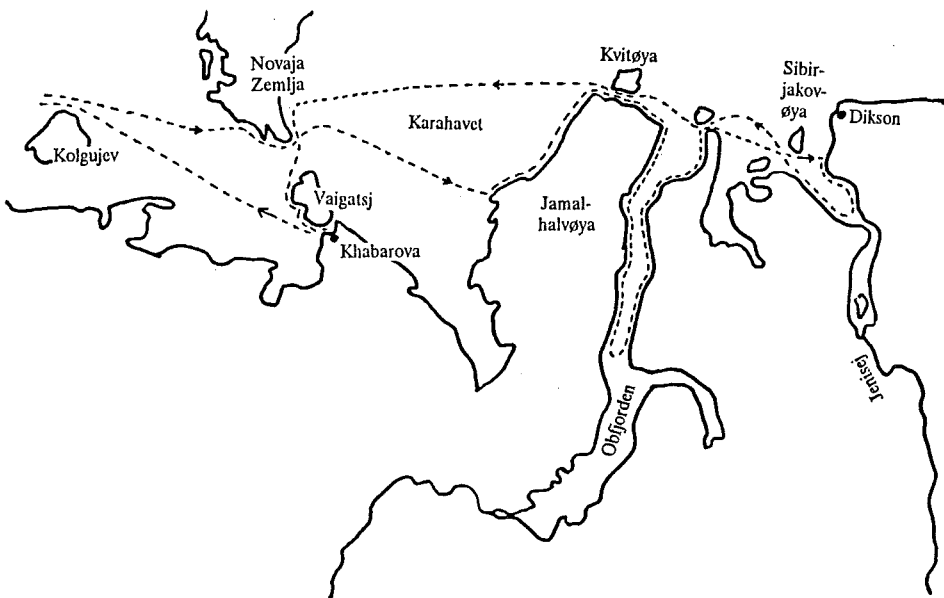 Novaja
Zemlja
Kvitøya
Sibir-
jakov-
øya
Dikson
Karahavet
Kolgujev
Vaigatsj
Jamal-
halvøya
Khabarova
Jenisej
Obfjorden